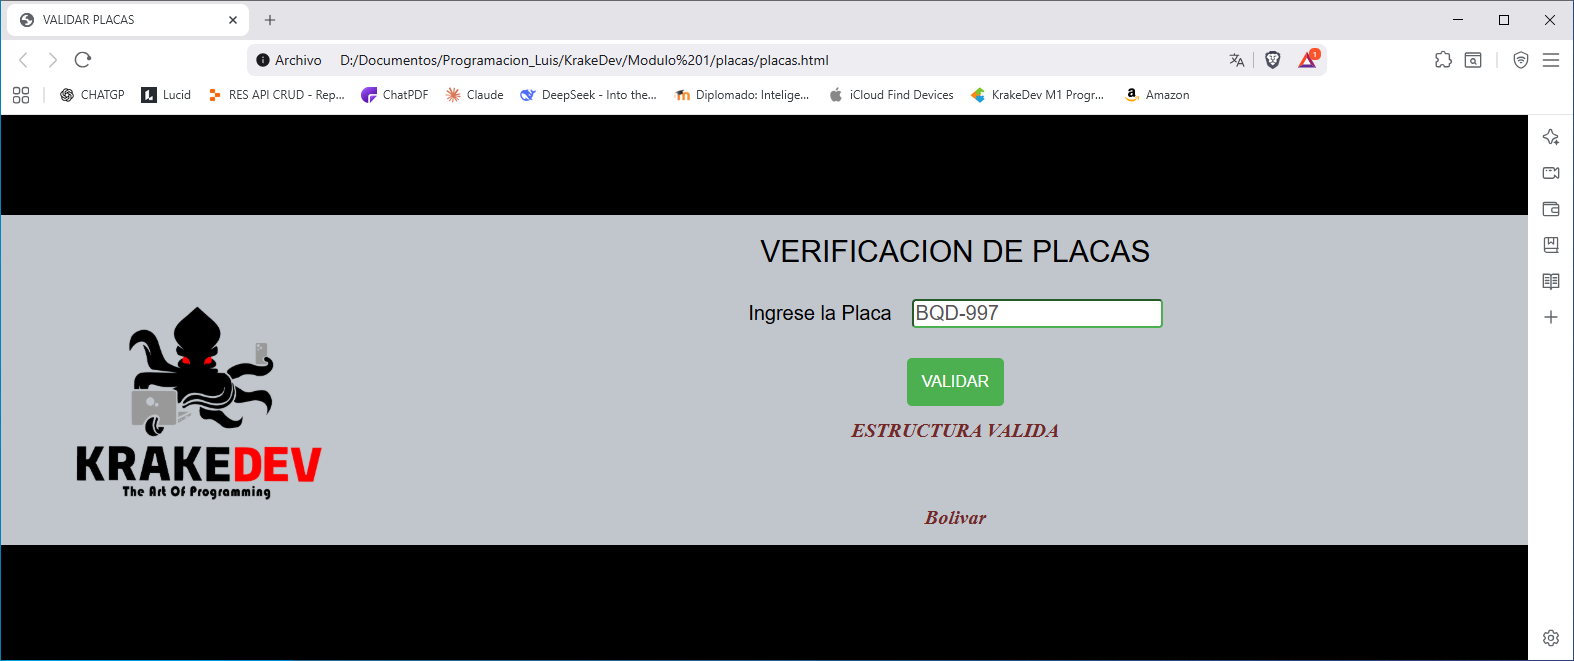 VALIDAR PLACAS
Archivo D:/Documentos/Programacion_Luis/KrakeDev/Modulo%201/placas/placas.html
1
CHATGP Lucid RES API CRUD - Rep... ChatPDF Claude DeepSeek - Into the... Diplomado: Intelige... iCloud Find Devices KrakeDev M1 Progr... Amazon
VERIFICACION DE PLACAS
Ingrese la Placa BQD-997
VALIDAR
ESTRUCTURA VALIDA
KRAKEDEV
The Art Of Programming
Bolivar